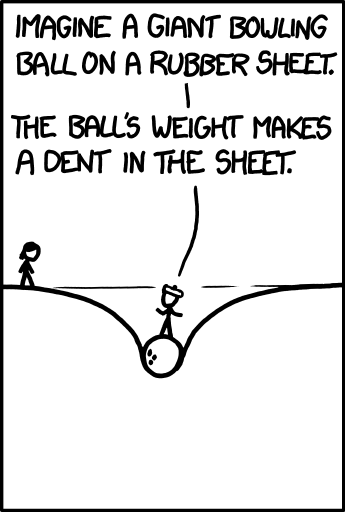 IMAGINE A GIANT BOWLING
BALL ON A RUBBER SHEET.
THE BALL'S WEIGHT MAKES
A DENT IN THE SHEET.